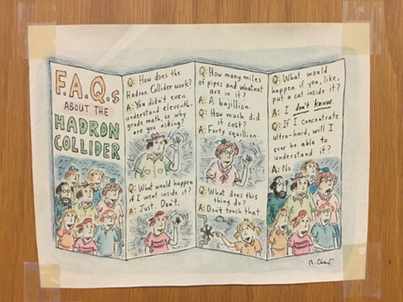 F.A.Q.s
ABOUT THE
HADRON
COLLIDER
Q: How does the
Hadron Collider work?
A: You didn't even
understand eleventh-
grade math, so why
are you asking?
Q: What would happen
if I went inside it?
A: Just. Don't.
Q: How many miles
of pipes and whatnot
are in it?
A: A bajillion.
Q: How much did
it cost?
A: Forty squillion.
Q: What does this
thing do?
A: Don't touch that.
Q: What would
happen if you, like,
put a cat inside it?
A: I don't know.
Q: If I concentrate
ultra-hard, will I
ever be able to
understand it?
A: No.
R. Chast